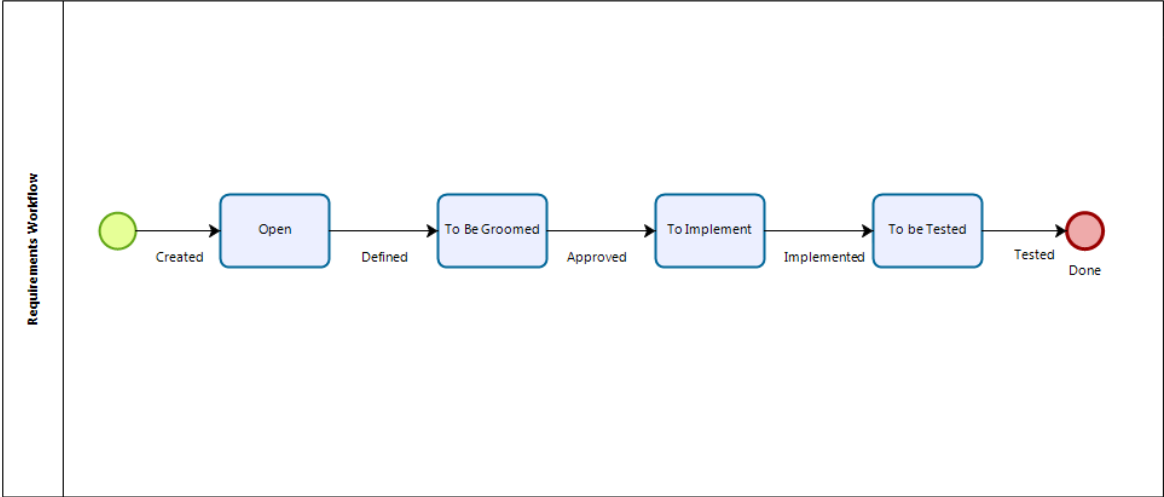 Requirements Workflow
Open
To Be Groomed
To Implement
To be Tested
Created
Defined
Approved
Implemented
Tested
Done